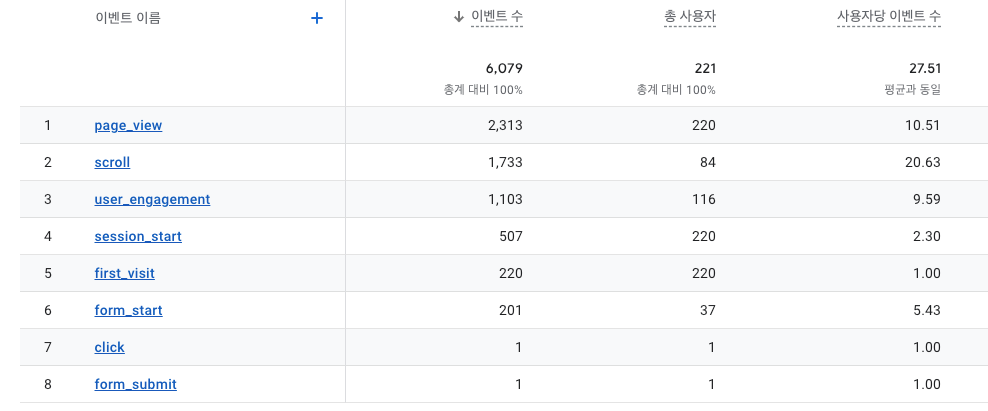 이벤트 이름 + ↓ 이벤트 수 총 사용자 사용자당 이벤트 수
6,079 221 27.51
총계 대비 100% 총계 대비 100% 평균과 동일
1 page_view 2,313 220 10.51
2 scroll 1,733 84 20.63
3 user_engagement 1,103 116 9.59
4 session_start 507 220 2.30
5 first_visit 220 220 1.00
6 form_start 201 37 5.43
7 click 1 1 1.00
8 form_submit 1 1 1.00